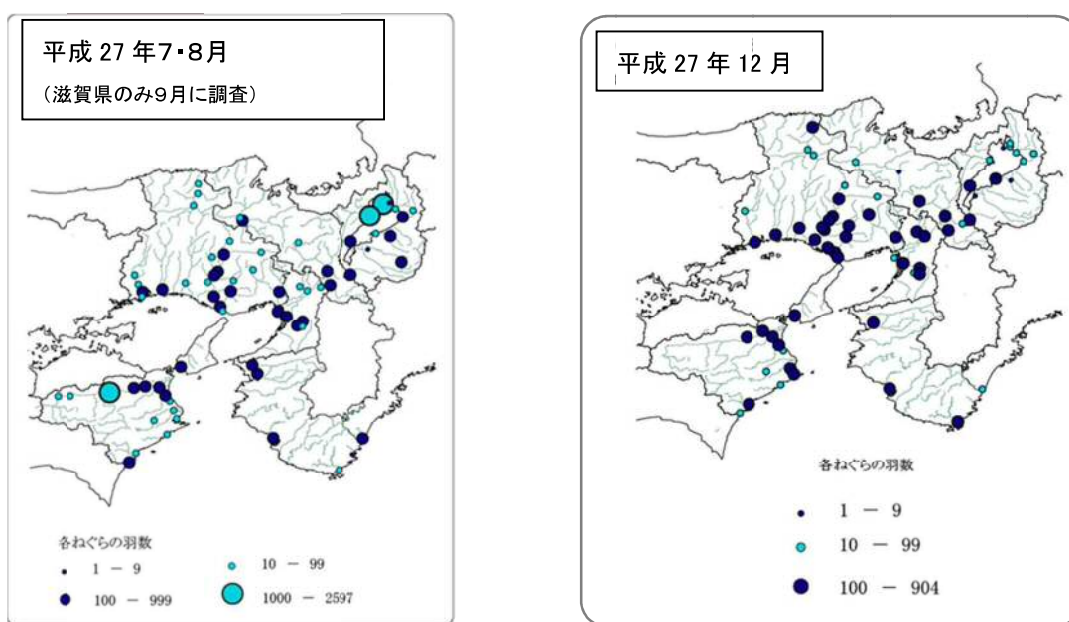 平成 27 年7・8月
(滋賀県のみ9月に調査)
各ねぐらの羽数
1 － 9
10 － 99
100 － 999
1000 － 2597
平成 27 年 12 月
各ねぐらの羽数
1 － 9
10 － 99
100 － 904